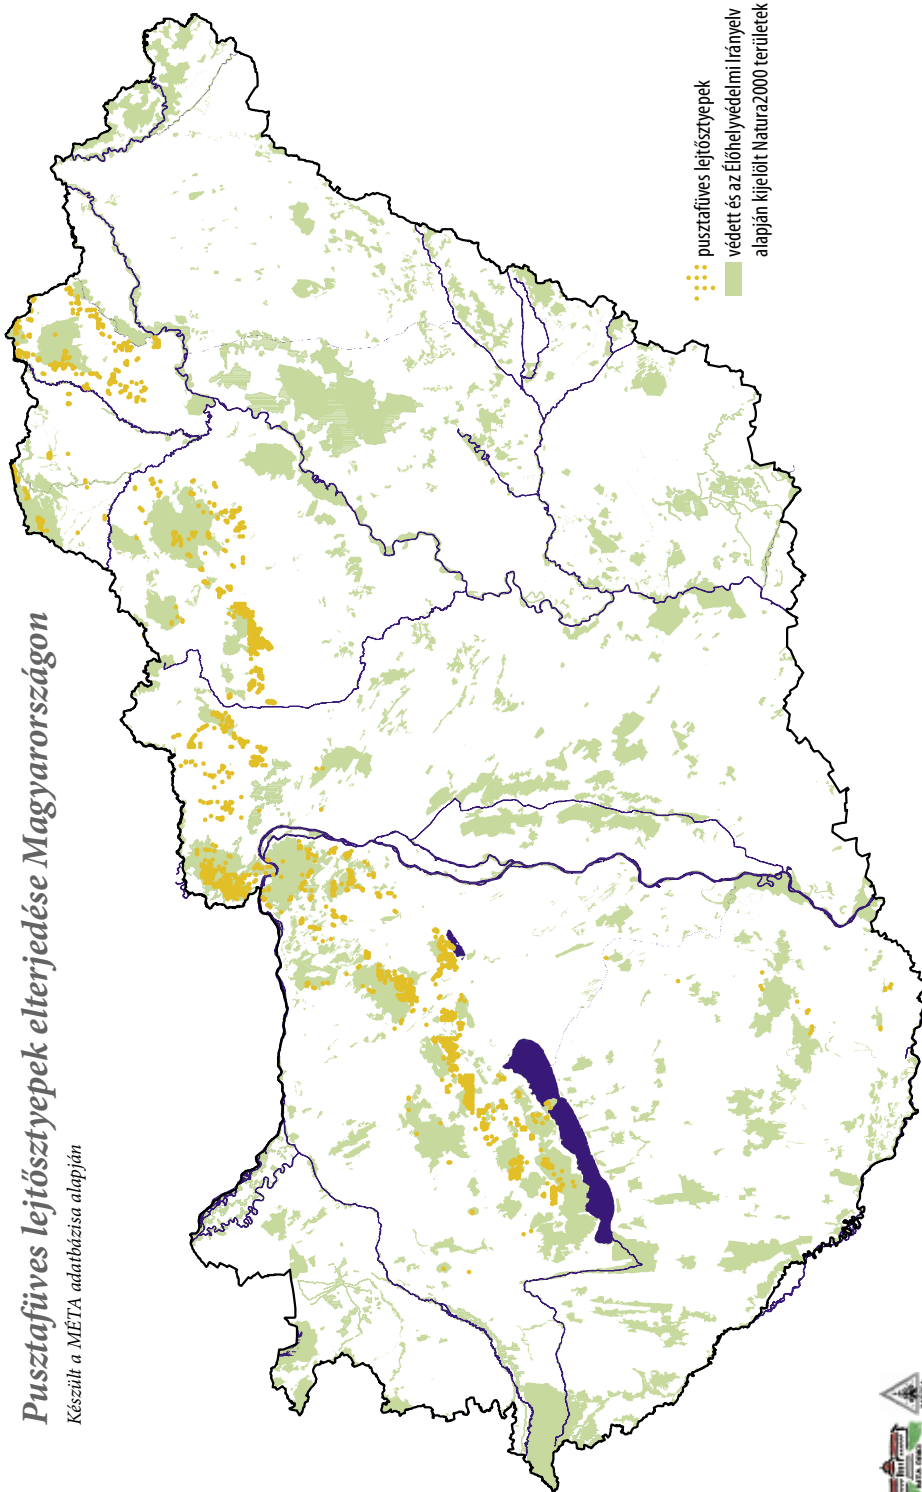 Pusztafüves lejtősztyepek elterjedése Magyarországon
Készült a MÉTA adatbázisa alapján
pusztafüves lejtősztyepek
védett és az Élőhelyvédelmi Irányelv
alapján kijelölt Natura2000 területek